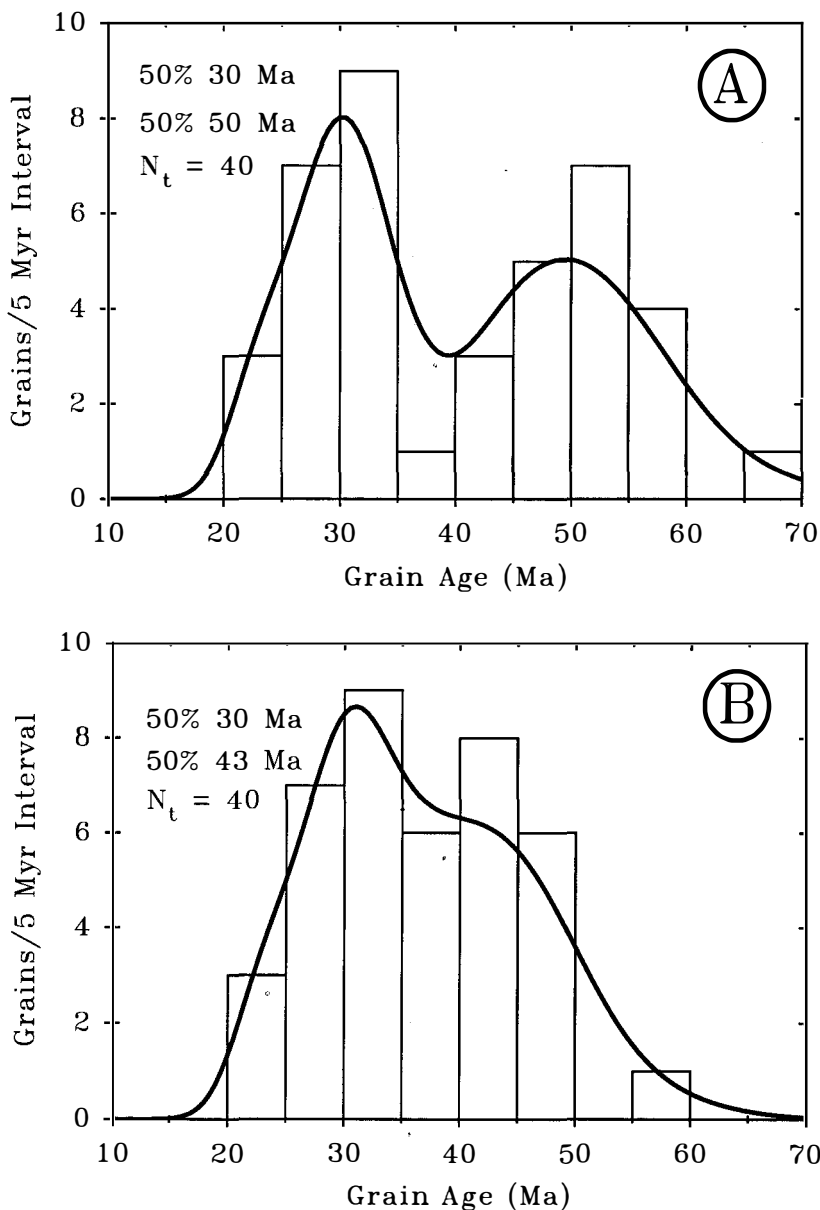 A
50% 30 Ma
50% 50 Ma
N_t = 40
Grains/5 Myr Interval
10
8
6
4
2
0
10 20 30 40 50 60 70
Grain Age (Ma)
B
50% 30 Ma
50% 43 Ma
N_t = 40
Grains/5 Myr Interval
10
8
6
4
2
0
10 20 30 40 50 60 70
Grain Age (Ma)